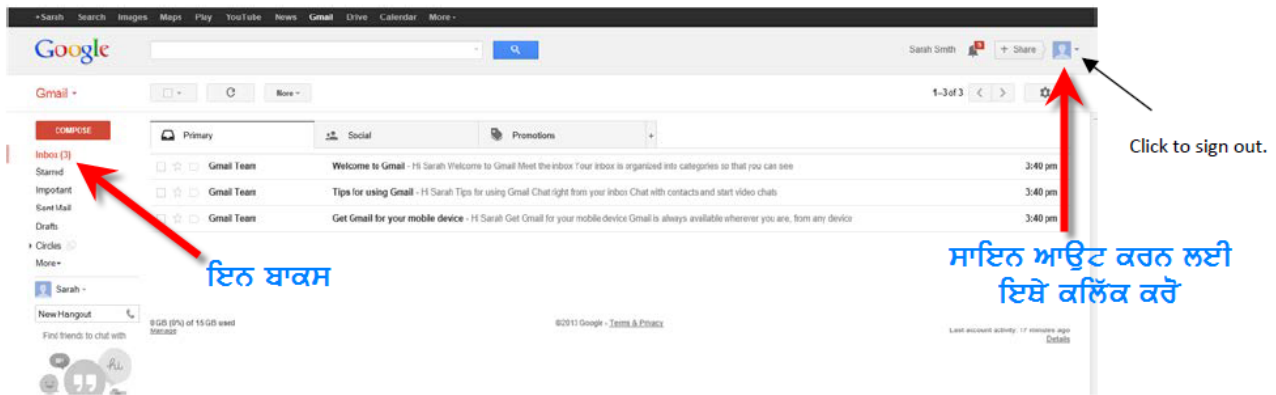 +Sarah Search Images Maps Play YouTube News Gmail Drive Calendar More
Google
Sarah Smith
+ Share
Gmail
More
1–3 of 3
COMPOSE
Primary Social Promotions +
Click to sign out.
Inbox (3)
Gmail Team Welcome to Gmail - Hi Sarah Welcome to Gmail Meet the inbox Your inbox is organized into categories so that you can see 3:40 pm
Starred
Impotant
Gmail Team Tips for using Gmail - Hi Sarah Tips for using Gmail Chat right from your inbox Chat with contacts and start video chats 3:40 pm
Sent Mail
Gmail Team Get Gmail for your mobile device - Hi Sarah Get Gmail for your mobile device Gmail is always available wherever you are, from any device 3:40 pm
Drafts
Circles
More
ਇਨ ਬਾਕਸ
ਸਾਇਨ ਆਉਟ ਕਰਨ ਲਈ
ਇਥੇ ਕਲਿੱਕ ਕਰੋ
Sarah
New Hangout
Find friends to chat with
0 GB (0%) of 15 GB used
Manage
©2013 Google - Terms & Privacy
Last account activity: 17 minutes ago
Details
hi